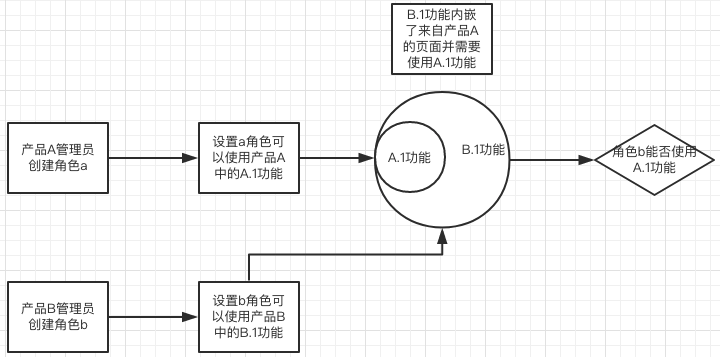 B.1功能内嵌
了来自产品A
的页面并需要
使用A.1功能
产品A管理员
创建角色a
设置a角色可
以使用产品A
中的A.1功能
A.1功能
B.1功能
角色b能否使用
A.1功能
产品B管理员
创建角色b
设置b角色可
以使用产品B
中的B.1功能